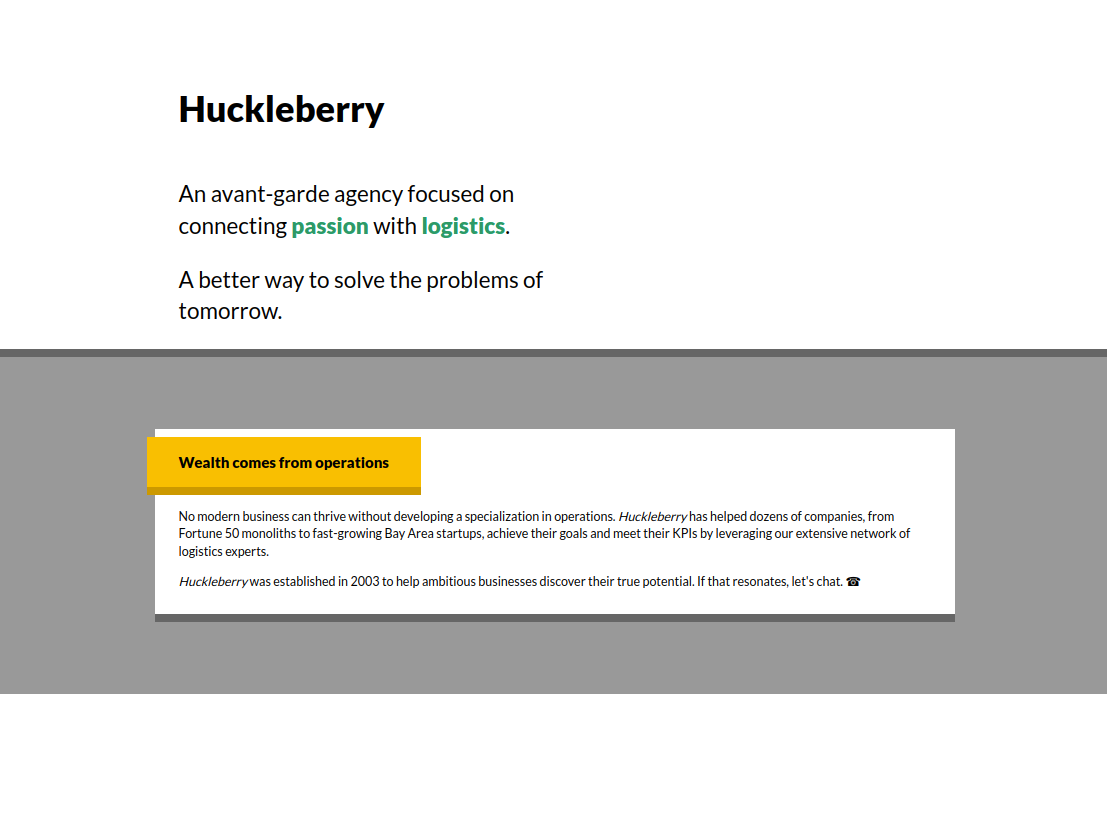 Huckleberry
An avant-garde agency focused on
connecting passion with logistics.
A better way to solve the problems of
tomorrow.
Wealth comes from operations
No modern business can thrive without developing a specialization in operations. Huckleberry has helped dozens of companies, from
Fortune 50 monoliths to fast-growing Bay Area startups, achieve their goals and meet their KPIs by leveraging our extensive network of
logistics experts.
Huckleberry was established in 2003 to help ambitious businesses discover their true potential. If that resonates, let's chat. ☎